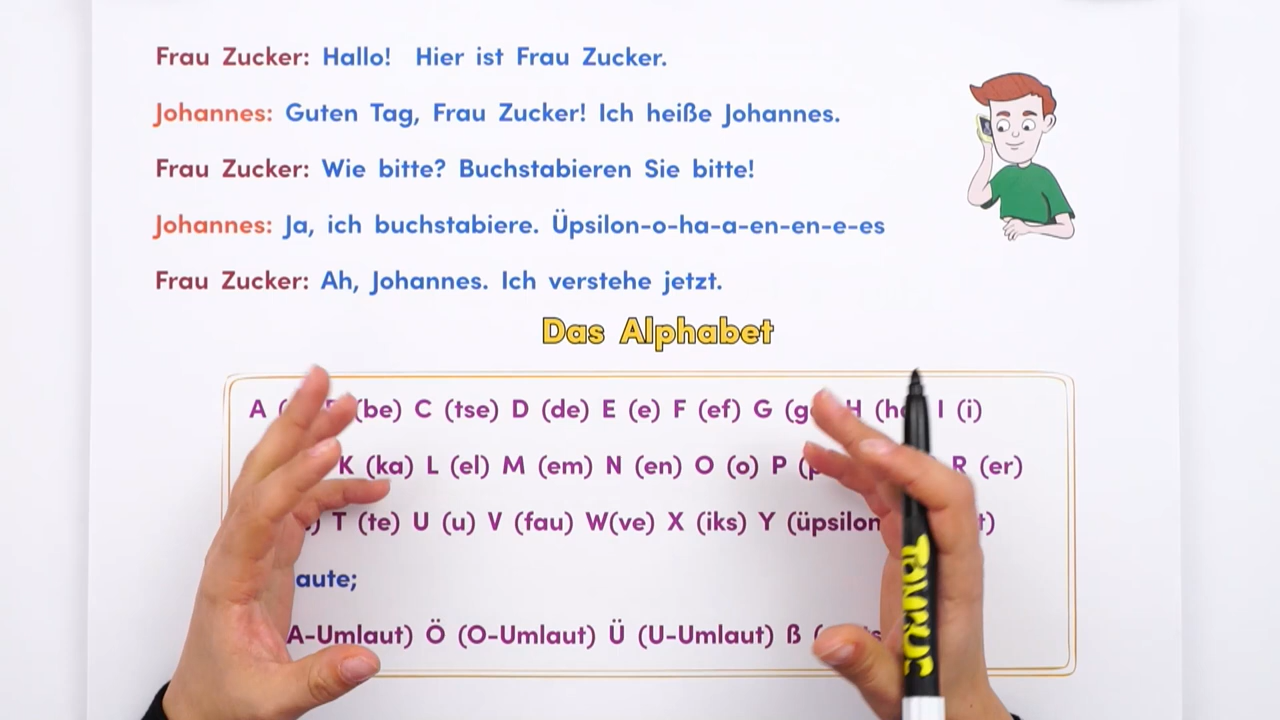 Frau Zucker: Hallo! Hier ist Frau Zucker.
Johannes: Guten Tag, Frau Zucker! Ich heiße Johannes.
Frau Zucker: Wie bitte? Buchstabieren Sie bitte!
Johannes: Ja, ich buchstabiere. Üpsilon-o-ha-a-en-en-e-es
Frau Zucker: Ah, Johannes. Ich verstehe jetzt.
Das Alphabet
A (be) C (tse) D (de) E (e) F (ef) G H I (i)
K (ka) L (el) M (em) N (en) O (o) P R (er)
T (te) U (u) V (fau) W(ve) X (iks) Y (üpsilon
A-Umlaut) Ö (O-Umlaut) Ü (U-Umlaut) ß
TOMBUS